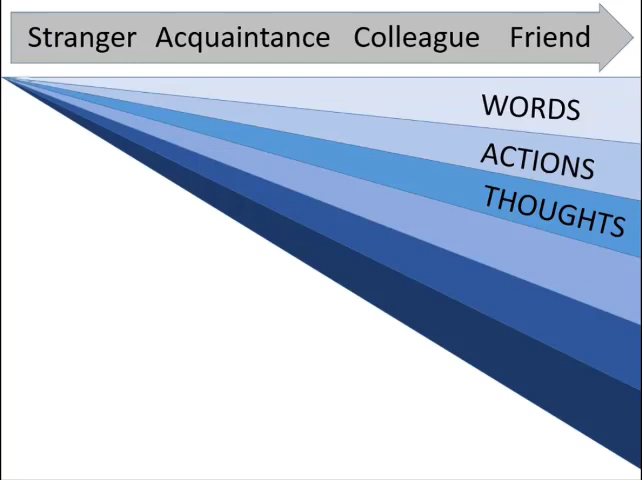 Stranger Acquaintance Colleague Friend
WORDS
ACTIONS
THOUGHTS